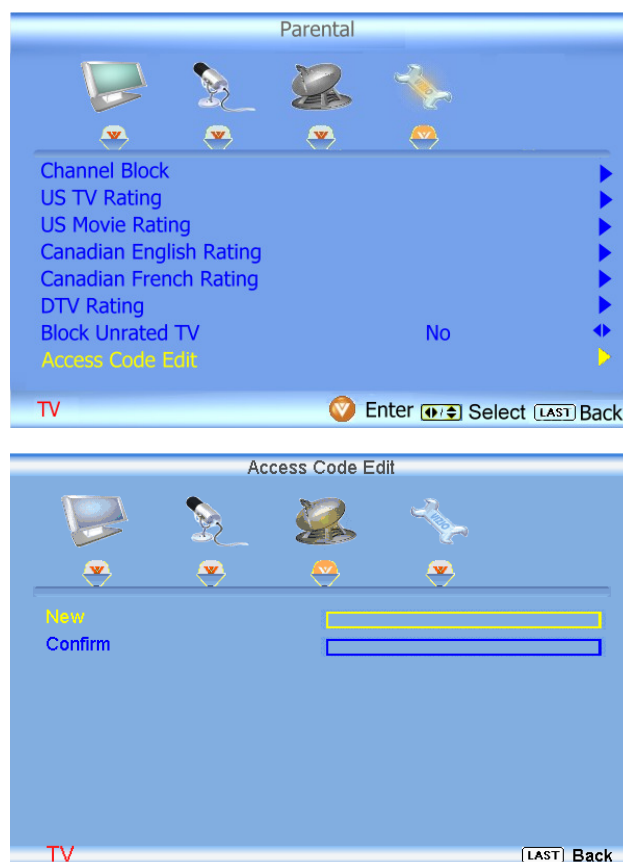 Parental
Channel Block
US TV Rating
US Movie Rating
Canadian English Rating
Canadian French Rating
DTV Rating
Block Unrated TV No
Access Code Edit
TV Enter Select LAST Back
Access Code Edit
VIZIO
New
Confirm
TV LAST Back